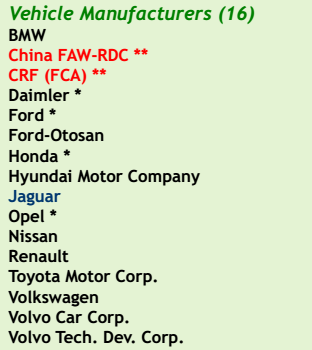 Vehicle Manufacturers (16)
BMW
China FAW-RDC **
CRF (FCA) **
Daimler *
Ford *
Ford-Otosan
Honda *
Hyundai Motor Company
Jaguar
Opel *
Nissan
Renault
Toyota Motor Corp.
Volkswagen
Volvo Car Corp.
Volvo Tech. Dev. Corp.